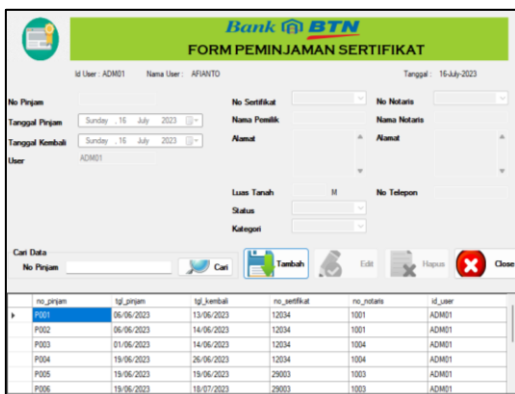 Bank BTN
FORM PEMINJAMAN SERTIFIKAT
Id User : ADM01 Nama User : AFIANTO Tanggal : 16-July-2023
No Pinjam No Sertifikat No Notaris
Tanggal Pinjam Sunday , 16 July 2023 Nama Pemilik Nama Notaris
Tanggal Kembali Sunday , 16 July 2023 Alamat Alamat
User ADM01
Luas Tanah M No Telepon
Status
Kategori
Cari Data
No Pinjam Cari Tambah Edit Hapus Close
no_pinjam tgl_pinjam tgl_kembali no_sertifikat no_notaris id_user
P001 06/06/2023 13/06/2023 12034 1001 ADM01
P002 06/06/2023 14/06/2023 12034 1001 ADM01
P003 01/06/2023 14/06/2023 12034 1004 ADM01
P004 19/06/2023 26/06/2023 12034 1004 ADM01
P005 19/06/2023 19/06/2023 29003 1003 ADM01
P006 19/06/2023 18/07/2023 29003 1003 ADM01